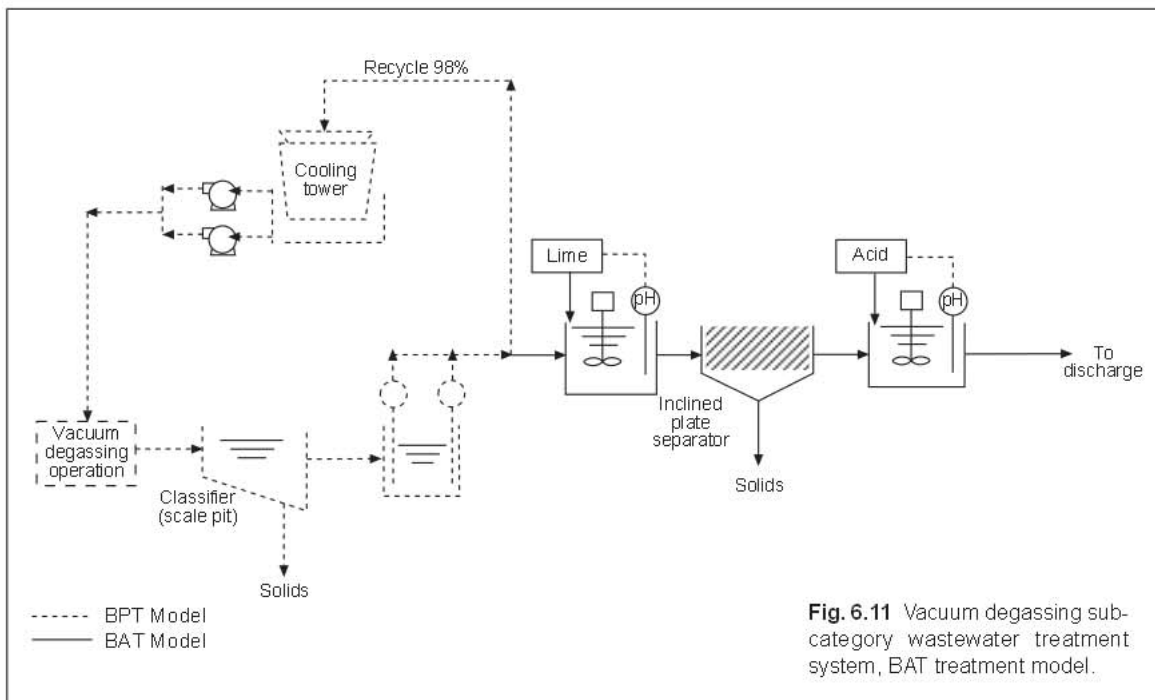 Recycle 98%
Cooling
tower
Lime
pH
Acid
pH
To
discharge
Inclined
plate
separator
Solids
Vacuum
degassing
operation
Classifier
(scale pit)
Solids
BPT Model
BAT Model
Fig. 6.11 Vacuum degassing sub-
category wastewater treatment
system, BAT treatment model.